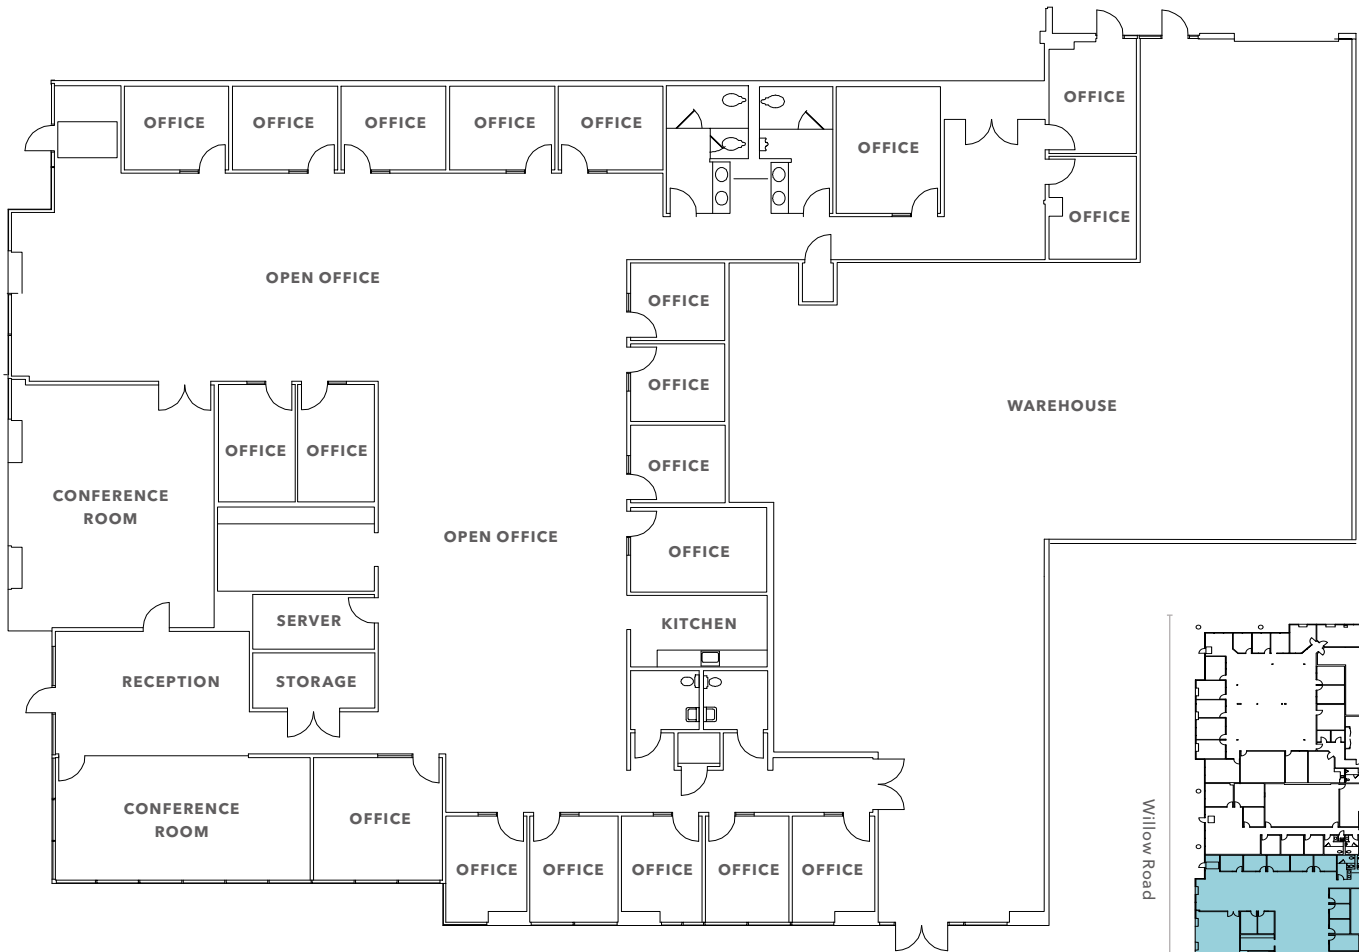 OFFICE
OFFICE
OFFICE
OFFICE
OFFICE
OFFICE
OFFICE
OFFICE
OPEN OFFICE
OFFICE
OFFICE
OFFICE
WAREHOUSE
OFFICE
OFFICE
CONFERENCE
ROOM
OPEN OFFICE
OFFICE
SERVER
KITCHEN
RECEPTION
STORAGE
CONFERENCE
ROOM
OFFICE
OFFICE
OFFICE
OFFICE
OFFICE
OFFICE
Willow Road